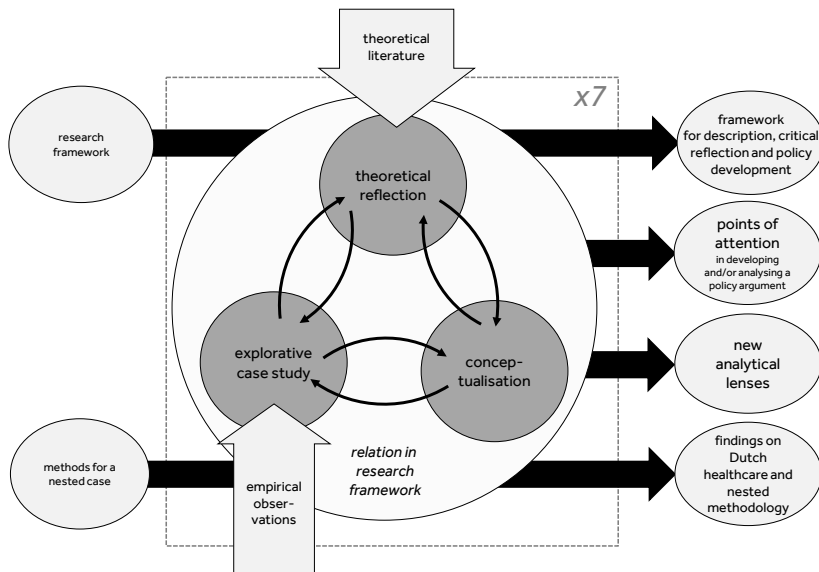 theoretical
literature
x7
research
framework
framework
for description, critical
reflection and policy
development
theoretical
reflection
points of
attention
in developing
and/or analysing a
policy argument
explorative
case study
concep-
tualisation
new
analytical
lenses
methods for a
nested case
empirical
obser-
vations
relation in
research
framework
findings on
Dutch
healthcare and
nested
methodology